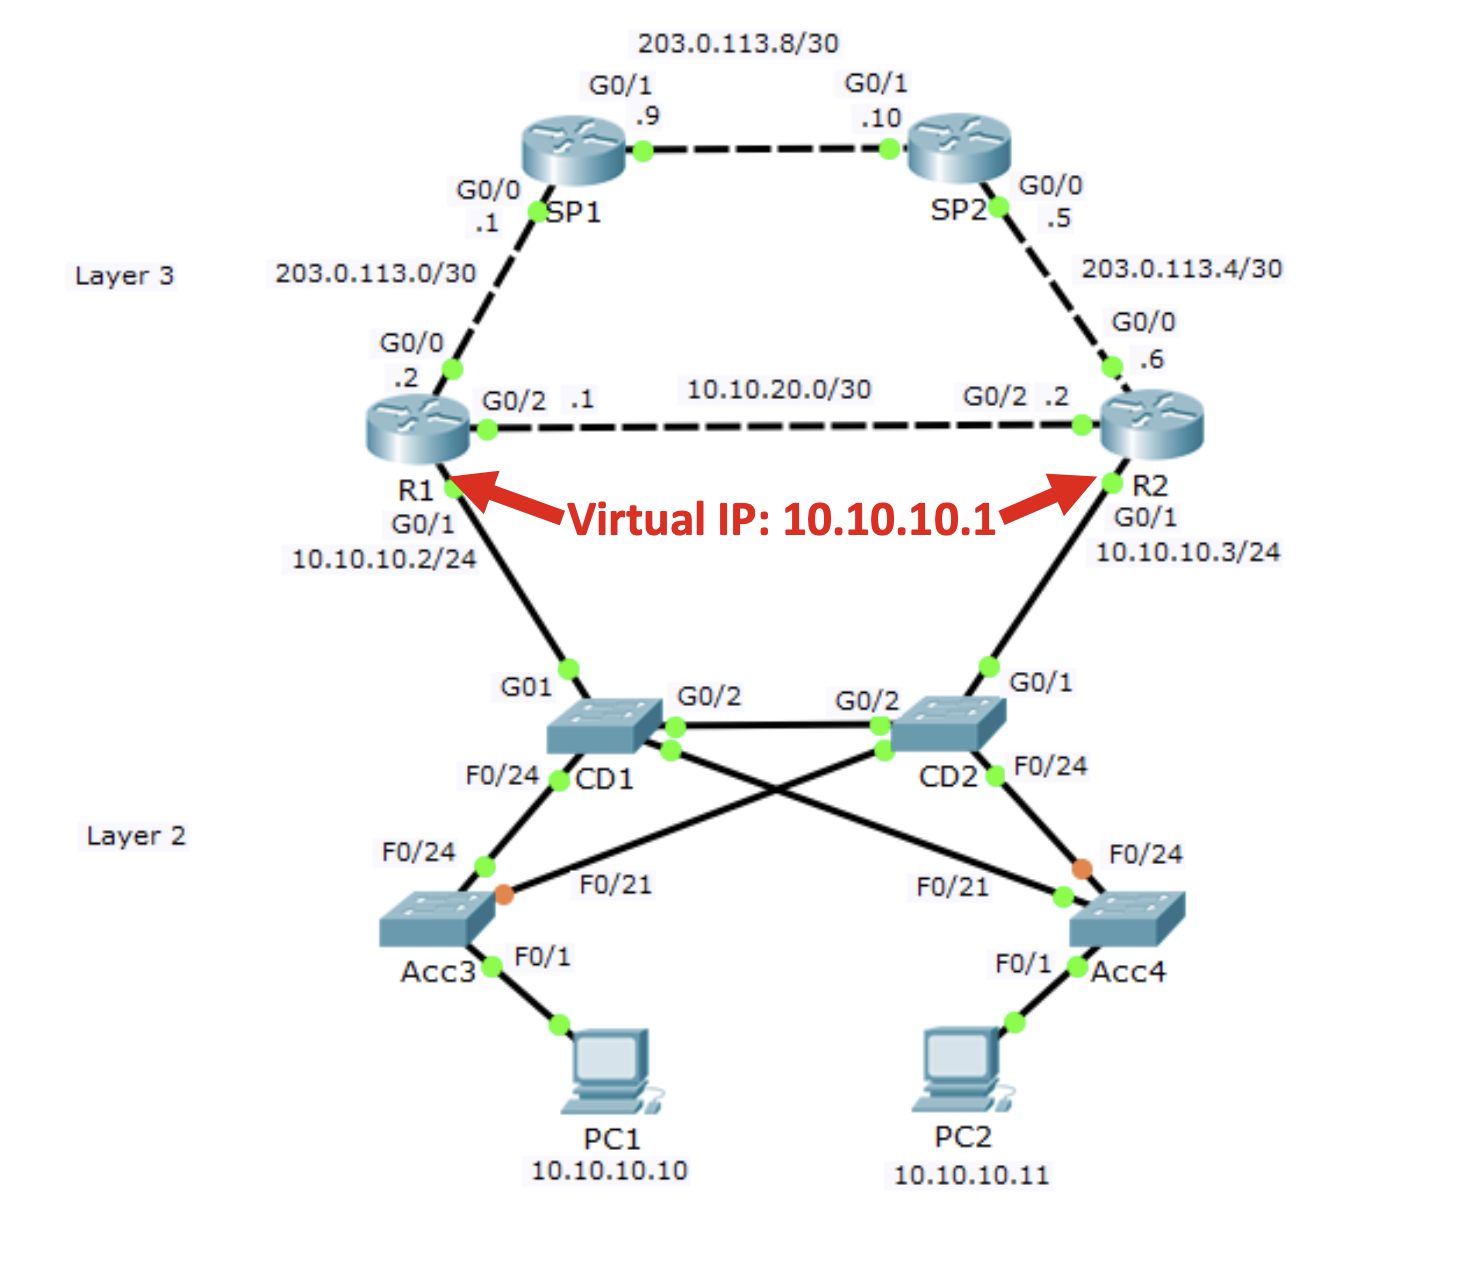 203.0.113.8/30
G0/1
G0/1
.9
.10
G0/0
G0/0
SP1
SP2
.1
.5
Layer 3
203.0.113.0/30
203.0.113.4/30
G0/0
G0/0
.2
.6
G0/2 .1
10.10.20.0/30
G0/2 .2
R1
R2
Virtual IP: 10.10.10.1
G0/1
G0/1
10.10.10.2/24
10.10.10.3/24
G01
G0/2
G0/2
G0/1
F0/24
CD1
CD2
F0/24
Layer 2
F0/24
F0/24
F0/21
F0/21
F0/1
F0/1
Acc3
Acc4
PC1
PC2
10.10.10.10
10.10.10.11